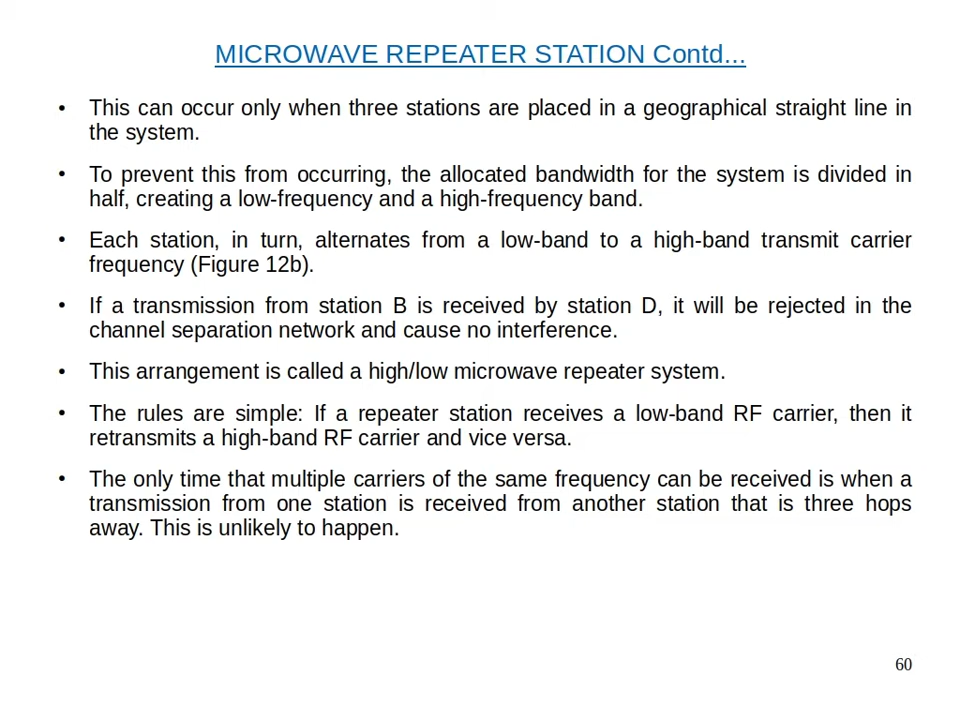 MICROWAVE REPEATER STATION Contd...
• This can occur only when three stations are placed in a geographical straight line in
the system.
• To prevent this from occurring, the allocated bandwidth for the system is divided in
half, creating a low-frequency and a high-frequency band.
• Each station, in turn, alternates from a low-band to a high-band transmit carrier
frequency (Figure 12b).
• If a transmission from station B is received by station D, it will be rejected in the
channel separation network and cause no interference.
• This arrangement is called a high/low microwave repeater system.
• The rules are simple: If a repeater station receives a low-band RF carrier, then it
retransmits a high-band RF carrier and vice versa.
• The only time that multiple carriers of the same frequency can be received is when a
transmission from one station is received from another station that is three hops
away. This is unlikely to happen.
60